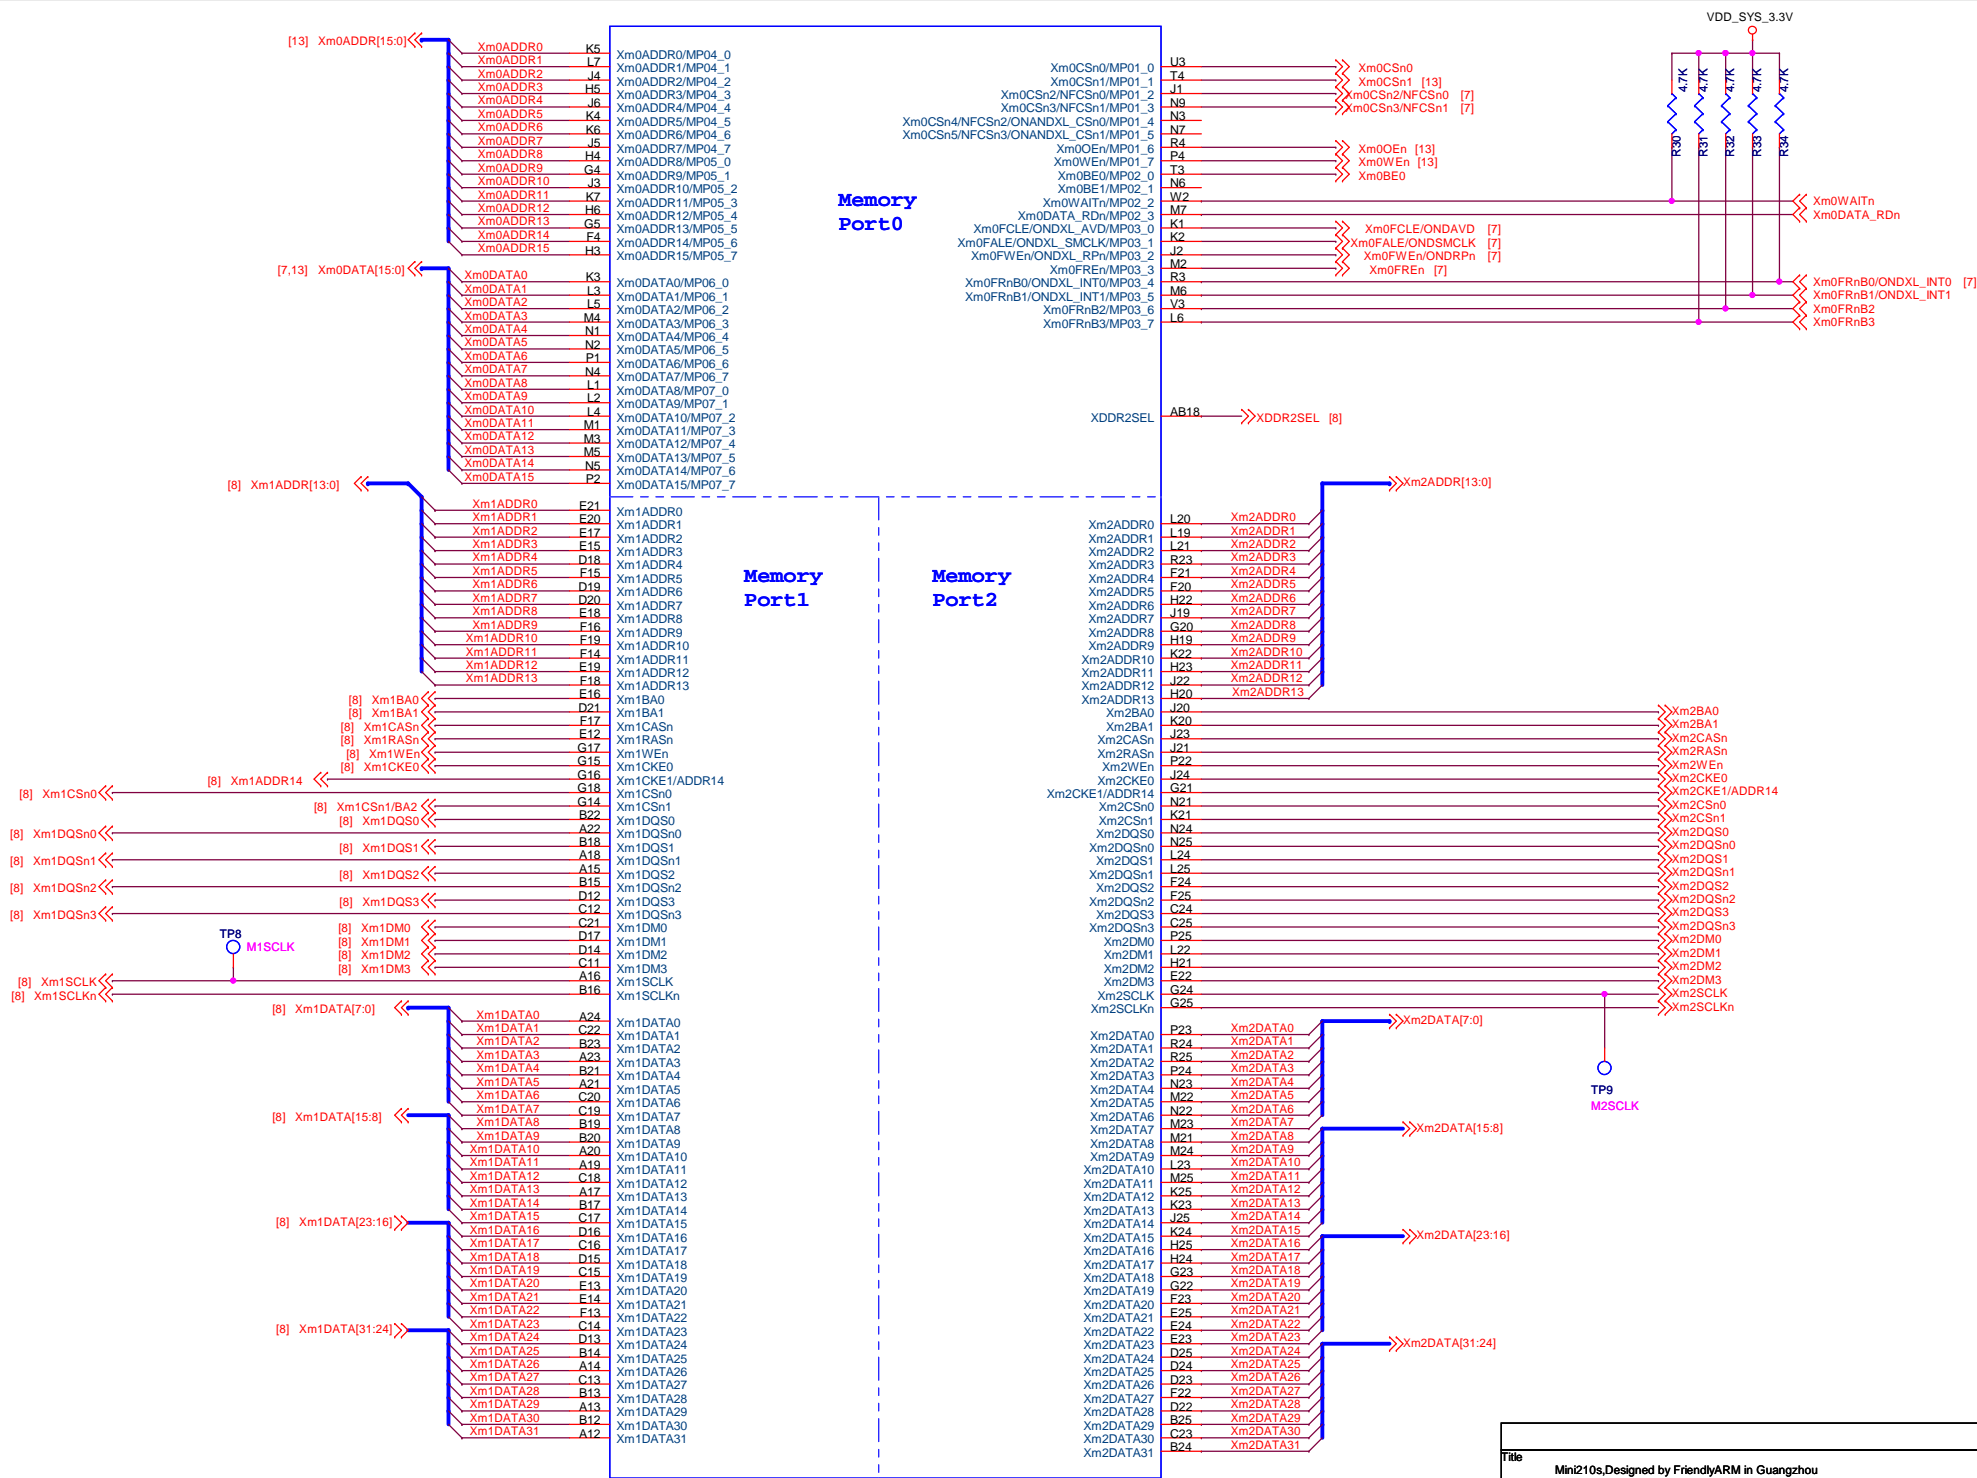 VDD_SYS_3.3V
[13] Xm0ADDR[15:0]
Xm0ADDR0 K5 Xm0ADDR0/MP04_0
Xm0ADDR1 L7 Xm0ADDR1/MP04_1
Xm0ADDR2 J4 Xm0ADDR2/MP04_2
Xm0ADDR3 H5 Xm0ADDR3/MP04_3
Xm0ADDR4 J6 Xm0ADDR4/MP04_4
Xm0ADDR5 K4 Xm0ADDR5/MP04_5
Xm0ADDR6 K6 Xm0ADDR6/MP04_6
Xm0ADDR7 J5 Xm0ADDR7/MP04_7
Xm0ADDR8 H4 Xm0ADDR8/MP05_0
Xm0ADDR9 G4 Xm0ADDR9/MP05_1
Xm0ADDR10 J3 Xm0ADDR10/MP05_2
Xm0ADDR11 K7 Xm0ADDR11/MP05_3
Xm0ADDR12 H6 Xm0ADDR12/MP05_4
Xm0ADDR13 G5 Xm0ADDR13/MP05_5
Xm0ADDR14 F4 Xm0ADDR14/MP05_6
Xm0ADDR15 H3 Xm0ADDR15/MP05_7
[7,13] Xm0DATA[15:0]
Xm0DATA0 K3 Xm0DATA0/MP06_0
Xm0DATA1 L3 Xm0DATA1/MP06_1
Xm0DATA2 L5 Xm0DATA2/MP06_2
Xm0DATA3 M4 Xm0DATA3/MP06_3
Xm0DATA4 N1 Xm0DATA4/MP06_4
Xm0DATA5 N2 Xm0DATA5/MP06_5
Xm0DATA6 P1 Xm0DATA6/MP06_6
Xm0DATA7 N4 Xm0DATA7/MP06_7
Xm0DATA8 L1 Xm0DATA8/MP07_0
Xm0DATA9 L2 Xm0DATA9/MP07_1
Xm0DATA10 L4 Xm0DATA10/MP07_2
Xm0DATA11 M1 Xm0DATA11/MP07_3
Xm0DATA12 M3 Xm0DATA12/MP07_4
Xm0DATA13 M5 Xm0DATA13/MP07_5
Xm0DATA14 N5 Xm0DATA14/MP07_6
Xm0DATA15 P2 Xm0DATA15/MP07_7
Memory
Port0
Xm0CSn0/MP01_0 U3 Xm0CSn0
Xm0CSn1/MP01_1 T4 Xm0CSn1 [13]
Xm0CSn2/NFCSn0/MP01_2 J1 Xm0CSn2/NFCSn0 [7]
Xm0CSn3/NFCSn1/MP01_3 N9 Xm0CSn3/NFCSn1 [7]
Xm0CSn4/NFCSn2/ONANDXL_CSn0/MP01_4 N3
Xm0CSn5/NFCSn3/ONANDXL_CSn1/MP01_5 N7
Xm0OEn/MP01_6 R4 Xm0OEn [13]
Xm0WEn/MP01_7 P4 Xm0WEn [13]
Xm0BE0/MP02_0 T3 Xm0BE0
Xm0BE1/MP02_1 N6
Xm0WAITn/MP02_2 W2 Xm0WAITn
Xm0DATA_RDn/MP02_3 M7 Xm0DATA_RDn
Xm0FCLE/ONDXL_AVD/MP03_0 K1 Xm0FCLE/ONDAVD [7]
Xm0FALE/ONDXL_SMCLK/MP03_1 K2 Xm0FALE/ONDSMCLK [7]
Xm0FWEn/ONDXL_RPn/MP03_2 J2 Xm0FWEn/ONDRPn [7]
Xm0FREn/MP03_3 M2 Xm0FREn [7]
Xm0FRnB0/ONDXL_INT0/MP03_4 R3 Xm0FRnB0/ONDXL_INT0 [7]
Xm0FRnB1/ONDXL_INT1/MP03_5 M6 Xm0FRnB1/ONDXL_INT1
Xm0FRnB2/MP03_6 V3 Xm0FRnB2
Xm0FRnB3/MP03_7 L6 Xm0FRnB3
4.7K 4.7K 4.7K 4.7K 4.7K
R30 R31 R32 R33 R34
XDDR2SEL AB18 XDDR2SEL [8]
[8] Xm1ADDR[13:0]
Xm1ADDR0 E21 Xm1ADDR0
Xm1ADDR1 E20 Xm1ADDR1
Xm1ADDR2 E17 Xm1ADDR2
Xm1ADDR3 E15 Xm1ADDR3
Xm1ADDR4 D18 Xm1ADDR4
Xm1ADDR5 F15 Xm1ADDR5
Xm1ADDR6 D19 Xm1ADDR6
Xm1ADDR7 D20 Xm1ADDR7
Xm1ADDR8 E18 Xm1ADDR8
Xm1ADDR9 F16 Xm1ADDR9
Xm1ADDR10 F19 Xm1ADDR10
Xm1ADDR11 F14 Xm1ADDR11
Xm1ADDR12 E19 Xm1ADDR12
Xm1ADDR13 F18 Xm1ADDR13
[8] Xm1BA0 E16 Xm1BA0
[8] Xm1BA1 D21 Xm1BA1
[8] Xm1CASn F17 Xm1CASn
[8] Xm1RASn E12 Xm1RASn
[8] Xm1WEn G17 Xm1WEn
[8] Xm1CKE0 G15 Xm1CKE0
[8] Xm1ADDR14 G16 Xm1CKE1/ADDR14
[8] Xm1CSn0 G18 Xm1CSn0
[8] Xm1CSn1/BA2 G14 Xm1CSn1
[8] Xm1DQS0 B22 Xm1DQS0
[8] Xm1DQSn0 A22 Xm1DQSn0
[8] Xm1DQS1 B18 Xm1DQS1
[8] Xm1DQSn1 A18 Xm1DQSn1
[8] Xm1DQS2 A15 Xm1DQS2
[8] Xm1DQSn2 B15 Xm1DQSn2
[8] Xm1DQS3 D12 Xm1DQS3
[8] Xm1DQSn3 C12 Xm1DQSn3
[8] Xm1DM0 C21 Xm1DM0
[8] Xm1DM1 D17 Xm1DM1
[8] Xm1DM2 D14 Xm1DM2
[8] Xm1DM3 C11 Xm1DM3
TP8
M1SCLK
[8] Xm1SCLK A16 Xm1SCLK
[8] Xm1SCLKn B16 Xm1SCLKn
[8] Xm1DATA[7:0]
Xm1DATA0 A24 Xm1DATA0
Xm1DATA1 C22 Xm1DATA1
Xm1DATA2 B23 Xm1DATA2
Xm1DATA3 A23 Xm1DATA3
Xm1DATA4 B21 Xm1DATA4
Xm1DATA5 A21 Xm1DATA5
Xm1DATA6 C20 Xm1DATA6
Xm1DATA7 C19 Xm1DATA7
[8] Xm1DATA[15:8]
Xm1DATA8 B19 Xm1DATA8
Xm1DATA9 B20 Xm1DATA9
Xm1DATA10 A20 Xm1DATA10
Xm1DATA11 A19 Xm1DATA11
Xm1DATA12 C18 Xm1DATA12
Xm1DATA13 A17 Xm1DATA13
Xm1DATA14 B17 Xm1DATA14
Xm1DATA15 C17 Xm1DATA15
[8] Xm1DATA[23:16]
Xm1DATA16 D16 Xm1DATA16
Xm1DATA17 C16 Xm1DATA17
Xm1DATA18 D15 Xm1DATA18
Xm1DATA19 C15 Xm1DATA19
Xm1DATA20 E13 Xm1DATA20
Xm1DATA21 E14 Xm1DATA21
Xm1DATA22 F13 Xm1DATA22
Xm1DATA23 C14 Xm1DATA23
[8] Xm1DATA[31:24]
Xm1DATA24 D13 Xm1DATA24
Xm1DATA25 B14 Xm1DATA25
Xm1DATA26 A14 Xm1DATA26
Xm1DATA27 C13 Xm1DATA27
Xm1DATA28 B13 Xm1DATA28
Xm1DATA29 A13 Xm1DATA29
Xm1DATA30 B12 Xm1DATA30
Xm1DATA31 A12 Xm1DATA31
Memory
Port1
Memory
Port2
Xm2ADDR[13:0]
Xm2ADDR0 L20 Xm2ADDR0
Xm2ADDR1 L19 Xm2ADDR1
Xm2ADDR2 L21 Xm2ADDR2
Xm2ADDR3 R23 Xm2ADDR3
Xm2ADDR4 F21 Xm2ADDR4
Xm2ADDR5 F20 Xm2ADDR5
Xm2ADDR6 H22 Xm2ADDR6
Xm2ADDR7 J19 Xm2ADDR7
Xm2ADDR8 G20 Xm2ADDR8
Xm2ADDR9 H19 Xm2ADDR9
Xm2ADDR10 K22 Xm2ADDR10
Xm2ADDR11 H23 Xm2ADDR11
Xm2ADDR12 J22 Xm2ADDR12
Xm2ADDR13 H20 Xm2ADDR13
Xm2BA0 J20 Xm2BA0
Xm2BA1 K20 Xm2BA1
Xm2CASn J23 Xm2CASn
Xm2RASn J21 Xm2RASn
Xm2WEn P22 Xm2WEn
Xm2CKE0 J24 Xm2CKE0
Xm2CKE1/ADDR14 G21 Xm2CKE1/ADDR14
Xm2CSn0 N21 Xm2CSn0
Xm2CSn1 K21 Xm2CSn1
Xm2DQS0 N24 Xm2DQS0
Xm2DQSn0 N25 Xm2DQSn0
Xm2DQS1 L24 Xm2DQS1
Xm2DQSn1 L25 Xm2DQSn1
Xm2DQS2 F24 Xm2DQS2
Xm2DQSn2 F25 Xm2DQSn2
Xm2DQS3 C24 Xm2DQS3
Xm2DQSn3 C25 Xm2DQSn3
Xm2DM0 P25 Xm2DM0
Xm2DM1 L22 Xm2DM1
Xm2DM2 H21 Xm2DM2
Xm2DM3 E22 Xm2DM3
Xm2SCLK G24 Xm2SCLK
Xm2SCLKn G25 Xm2SCLKn
TP9
M2SCLK
Xm2DATA[7:0]
Xm2DATA0 P23 Xm2DATA0
Xm2DATA1 R24 Xm2DATA1
Xm2DATA2 R25 Xm2DATA2
Xm2DATA3 P24 Xm2DATA3
Xm2DATA4 N23 Xm2DATA4
Xm2DATA5 M22 Xm2DATA5
Xm2DATA6 N22 Xm2DATA6
Xm2DATA7 M23 Xm2DATA7
Xm2DATA[15:8]
Xm2DATA8 M21 Xm2DATA8
Xm2DATA9 M24 Xm2DATA9
Xm2DATA10 L23 Xm2DATA10
Xm2DATA11 M25 Xm2DATA11
Xm2DATA12 K25 Xm2DATA12
Xm2DATA13 K23 Xm2DATA13
Xm2DATA14 J25 Xm2DATA14
Xm2DATA15 K24 Xm2DATA15
Xm2DATA[23:16]
Xm2DATA16 H25 Xm2DATA16
Xm2DATA17 H24 Xm2DATA17
Xm2DATA18 G23 Xm2DATA18
Xm2DATA19 G22 Xm2DATA19
Xm2DATA20 F23 Xm2DATA20
Xm2DATA21 E25 Xm2DATA21
Xm2DATA22 E24 Xm2DATA22
Xm2DATA23 E23 Xm2DATA23
Xm2DATA[31:24]
Xm2DATA24 D25 Xm2DATA24
Xm2DATA25 D24 Xm2DATA25
Xm2DATA26 D23 Xm2DATA26
Xm2DATA27 F22 Xm2DATA27
Xm2DATA28 D22 Xm2DATA28
Xm2DATA29 B25 Xm2DATA29
Xm2DATA30 C23 Xm2DATA30
Xm2DATA31 B24 Xm2DATA31
Title
Mini210s,Designed by FriendlyARM in Guangzhou